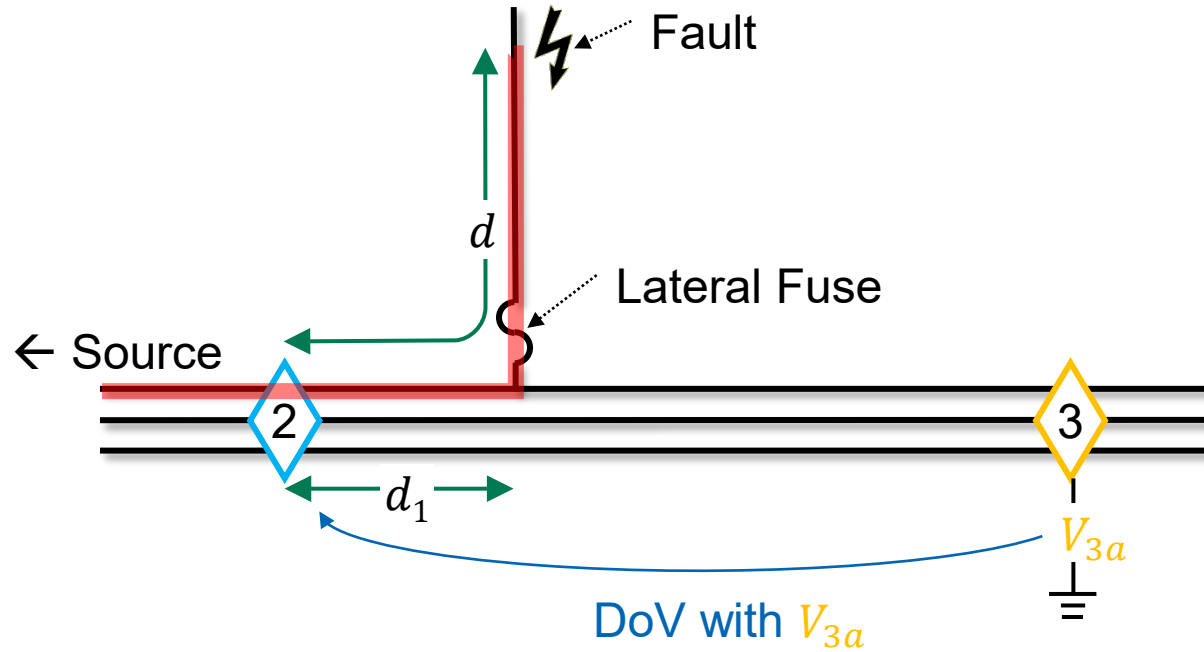 Fault
d
Lateral Fuse
← Source
2
3
d₁
V₃ₐ
DoV with V₃ₐ